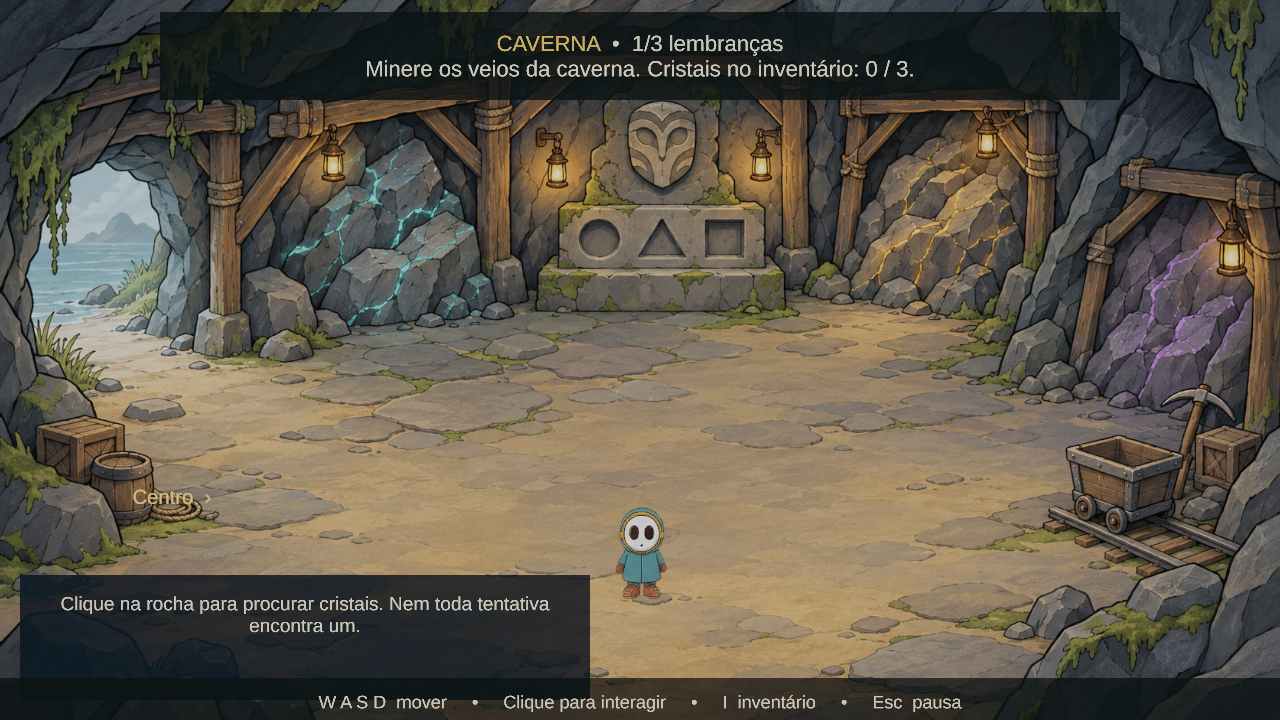 CAVERNA • 1/3 lembranças
Minere os veios da caverna. Cristais no inventário: 0 / 3.
Centro ›
Clique na rocha para procurar cristais. Nem toda tentativa
encontra um.
W A S D mover • Clique para interagir • I inventário • Esc pausa